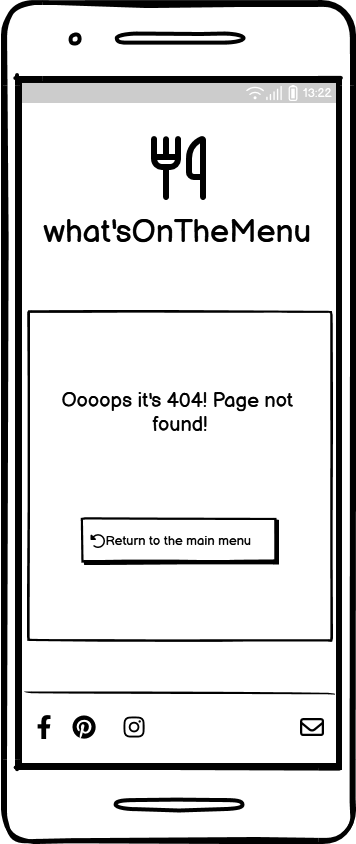 13:22
what'sOnTheMenu
Oooops it's 404! Page not
found!
Return to the main menu